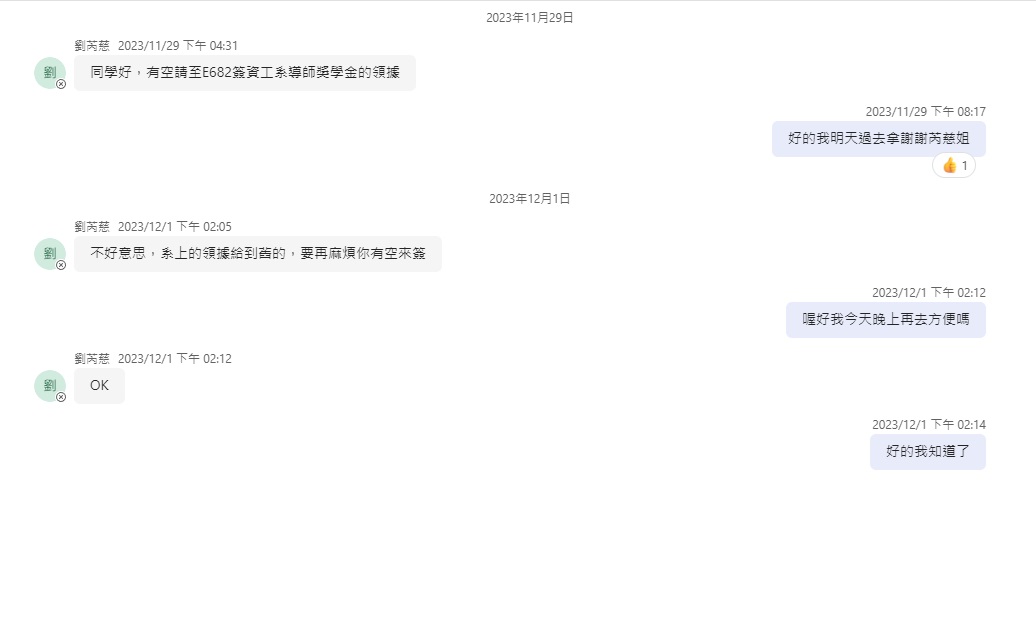 2023年11月29日
劉芮慈 2023/11/29 下午 04:31
劉
同學好，有空請至E682簽資工系導師獎學金的領據
2023/11/29 下午 08:17
好的我明天過去拿謝謝芮慈姐
👍 1
2023年12月1日
劉芮慈 2023/12/1 下午 02:05
劉
不好意思，系上的領據給到舊的，要再麻煩你有空來簽
2023/12/1 下午 02:12
喔好我今天晚上再去方便嗎
劉芮慈 2023/12/1 下午 02:12
劉
OK
2023/12/1 下午 02:14
好的我知道了